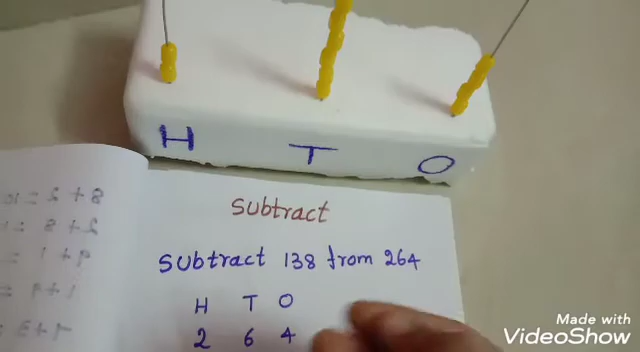 H T O
subtract
subtract 138 from 264
H T O
2 6 4
Made with
VideoShow